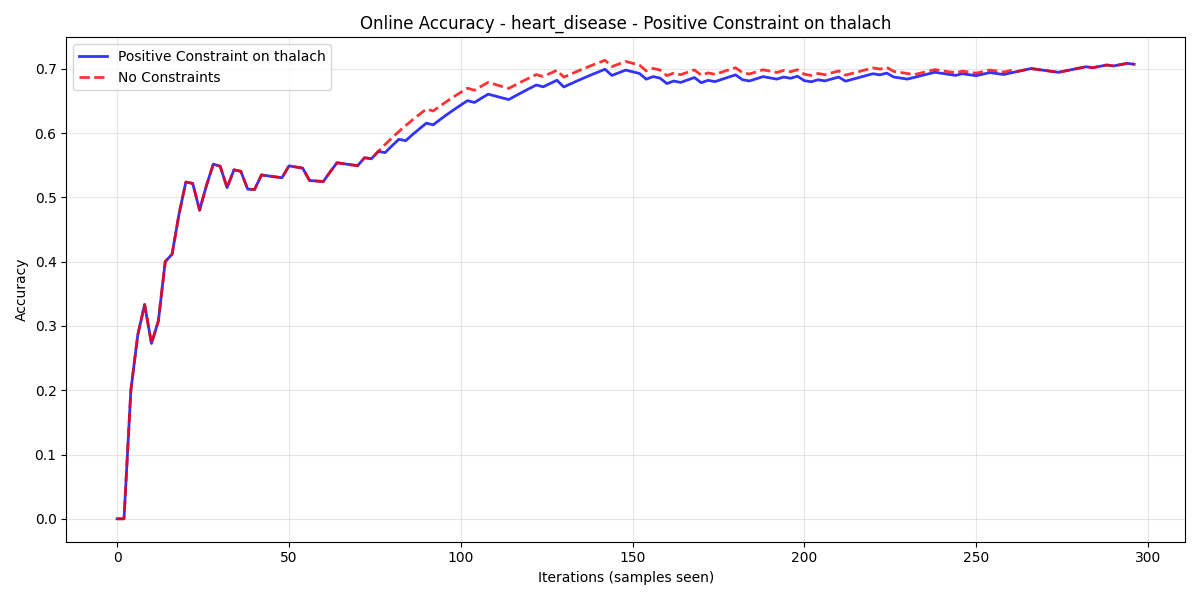 Online Accuracy - heart_disease - Positive Constraint on thalach
Positive Constraint on thalach
No Constraints
0.7
0.6
0.5
0.4
0.3
0.2
0.1
0.0
Accuracy
0 50 100 150 200 250 300
Iterations (samples seen)